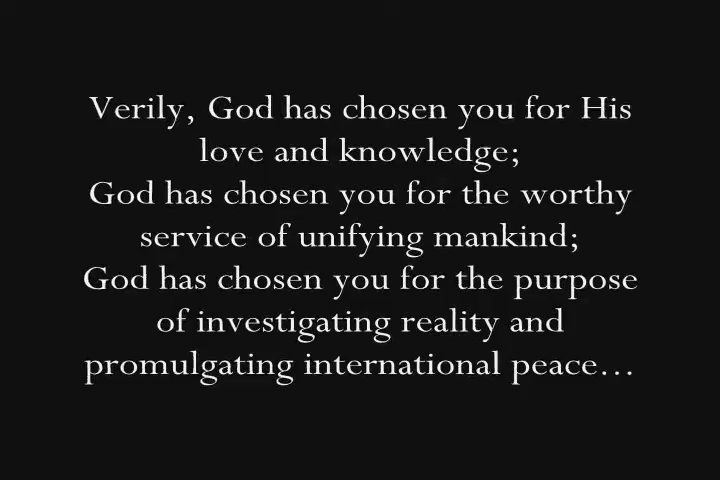 Verily, God has chosen you for His
love and knowledge;
God has chosen you for the worthy
service of unifying mankind;
God has chosen you for the purpose
of investigating reality and
promulgating international peace…